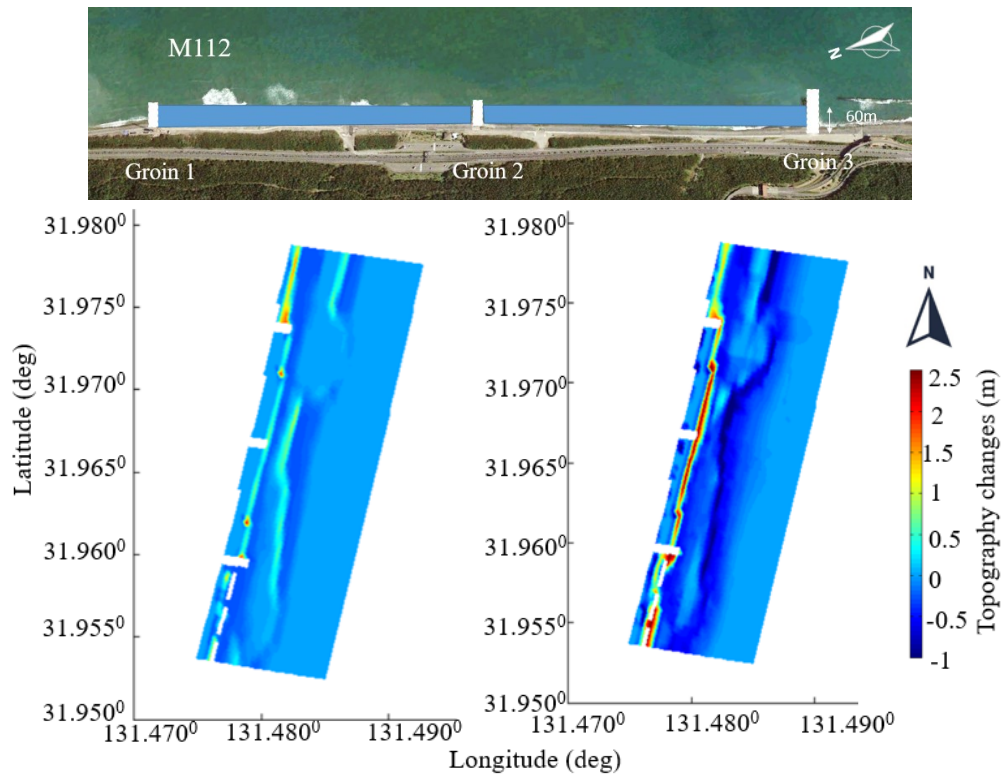 M112
N
60m
Groin 1
Groin 2
Groin 3
31.980⁰
31.975⁰
31.970⁰
31.965⁰
31.960⁰
31.955⁰
31.950⁰
Latitude (deg)
131.470⁰ 131.480⁰ 131.490⁰
31.980⁰
31.975⁰
31.970⁰
31.965⁰
31.960⁰
31.955⁰
31.950⁰
131.470⁰ 131.480⁰ 131.490⁰
Longitude (deg)
N
2.5
2
1.5
1
0.5
0
-0.5
-1
Topography changes (m)